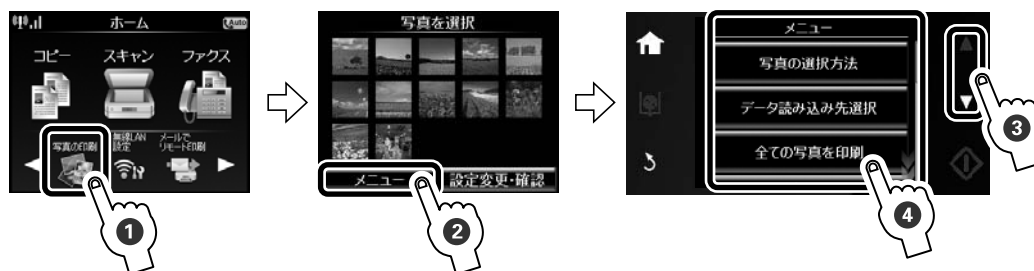 ホーム
Auto
コピー
スキャン
ファクス
写真の印刷
無線LAN
設定
メールで
リモート印刷
1
写真を選択
メニュー
設定変更・確認
2
メニュー
写真の選択方法
データ読み込み先選択
全ての写真を印刷
3
4